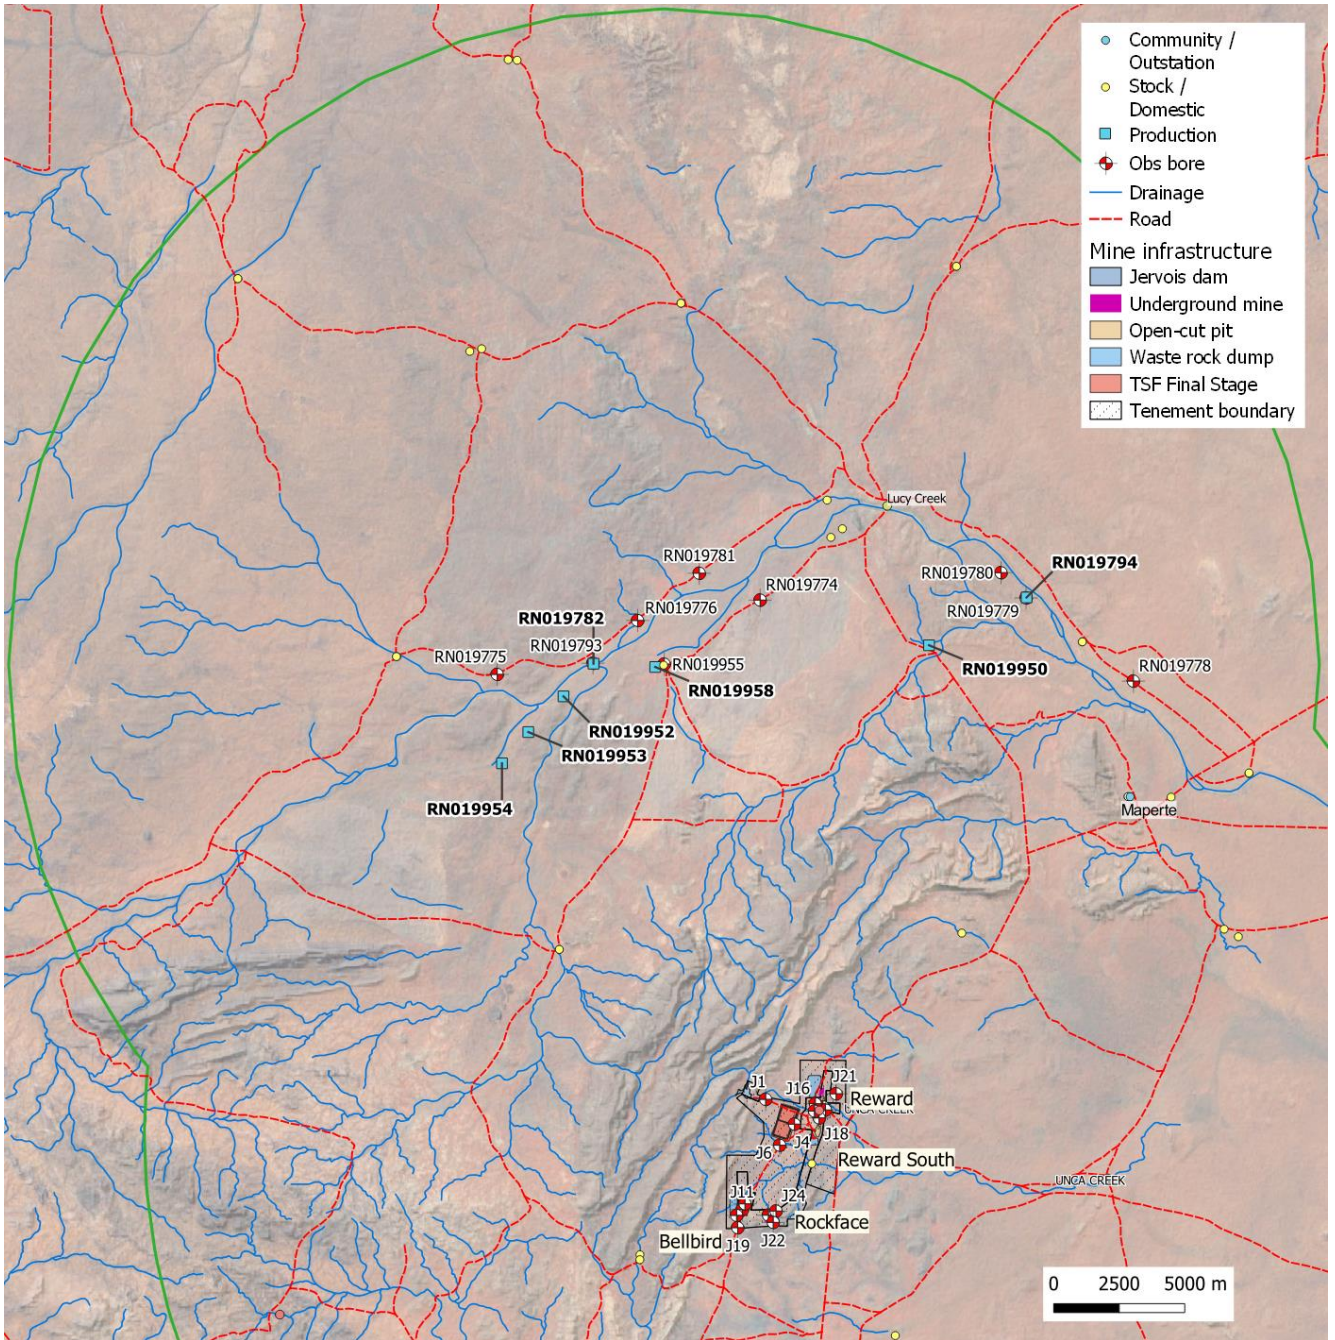 Community /
Outstation
Stock /
Domestic
Production
Obs bore
Drainage
Road
Mine infrastructure
Jervois dam
Underground mine
Open-cut pit
Waste rock dump
TSF Final Stage
Tenement boundary
Lucy Creek
RN019781
RN019780
RN019794
RN019774
RN019779
RN019782
RN019776
RN019793
RN019775
RN019955
RN019950
RN019778
RN019958
RN019952
RN019953
RN019954
Maperte
J1
J16
J21
Reward
UNCA CREEK
J4
J18
J6
Reward South
UNCA CREEK
J11
J24
Rockface
Bellbird
J19
J22
0 2500 5000 m